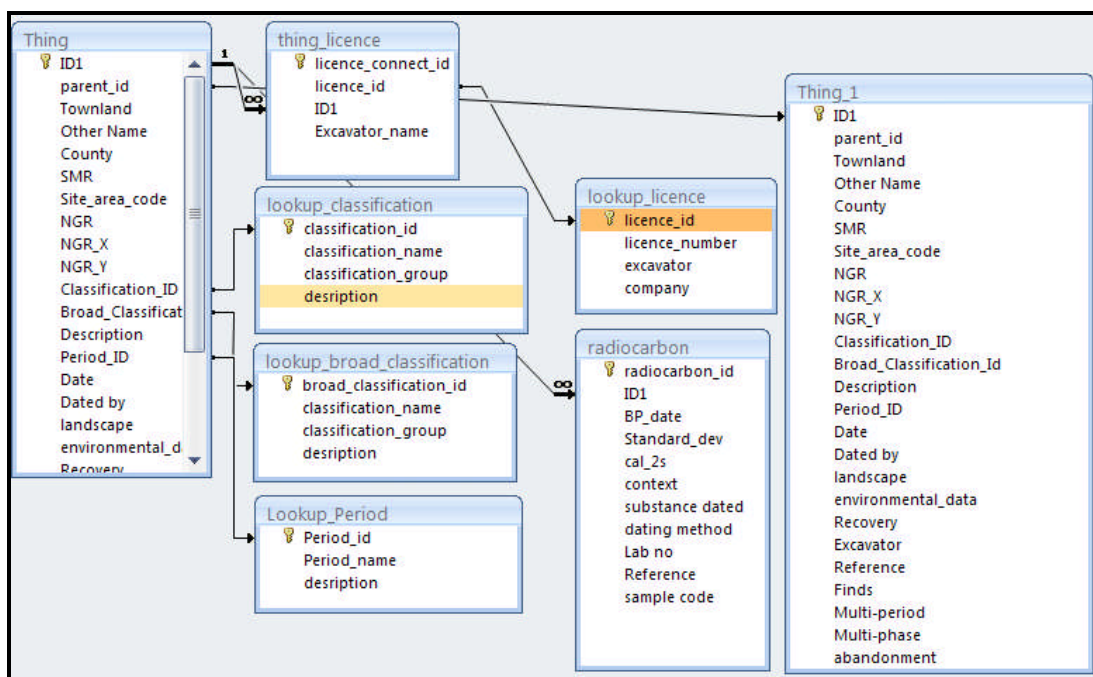 Thing
ID1
parent_id
Townland
Other Name
County
SMR
Site_area_code
NGR
NGR_X
NGR_Y
Classification_ID
Broad_Classificat
Description
Period_ID
Date
Dated by
landscape
environmental_d
Recovery
1
∞
thing_licence
licence_connect_id
licence_id
ID1
Excavator_name
lookup_classification
classification_id
classification_name
classification_group
desription
lookup_broad_classification
broad_classification_id
classification_name
classification_group
desription
Lookup_Period
Period_id
Period_name
desription
lookup_licence
licence_id
licence_number
excavator
company
∞
radiocarbon
radiocarbon_id
ID1
BP_date
Standard_dev
cal_2s
context
substance dated
dating method
Lab no
Reference
sample code
Thing_1
ID1
parent_id
Townland
Other Name
County
SMR
Site_area_code
NGR
NGR_X
NGR_Y
Classification_ID
Broad_Classification_Id
Description
Period_ID
Date
Dated by
landscape
environmental_data
Recovery
Excavator
Reference
Finds
Multi-period
Multi-phase
abandonment